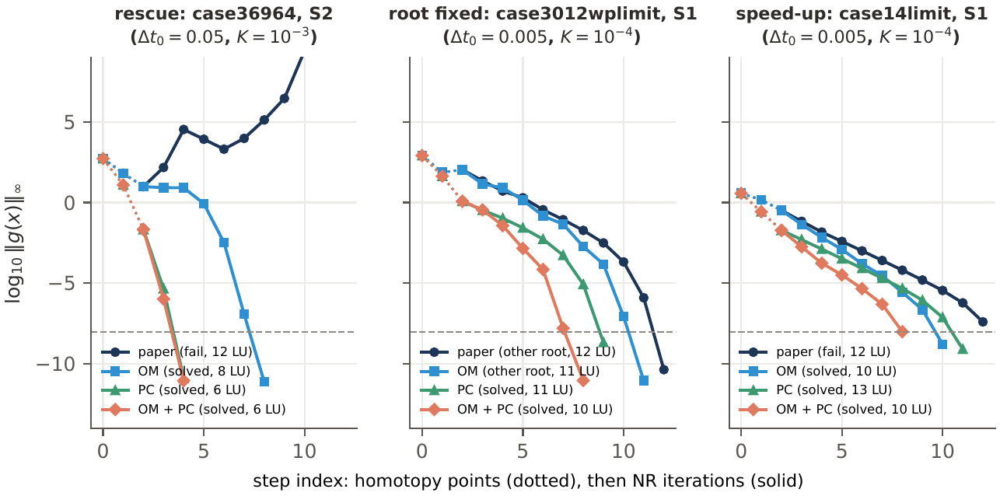 rescue: case36964, S2
(Δt₀ = 0.05, K = 10⁻³)
root fixed: case3012wplimit, S1
(Δt₀ = 0.005, K = 10⁻⁴)
speed-up: case14limit, S1
(Δt₀ = 0.005, K = 10⁻⁴)
log₁₀ ‖g(x)‖∞
5
0
−5
−10
paper (fail, 12 LU)
OM (solved, 8 LU)
PC (solved, 6 LU)
OM + PC (solved, 6 LU)
0 5 10
paper (other root, 12 LU)
OM (other root, 11 LU)
PC (solved, 11 LU)
OM + PC (solved, 10 LU)
0 5 10
paper (fail, 12 LU)
OM (solved, 10 LU)
PC (solved, 13 LU)
OM + PC (solved, 10 LU)
0 5 10
step index: homotopy points (dotted), then NR iterations (solid)